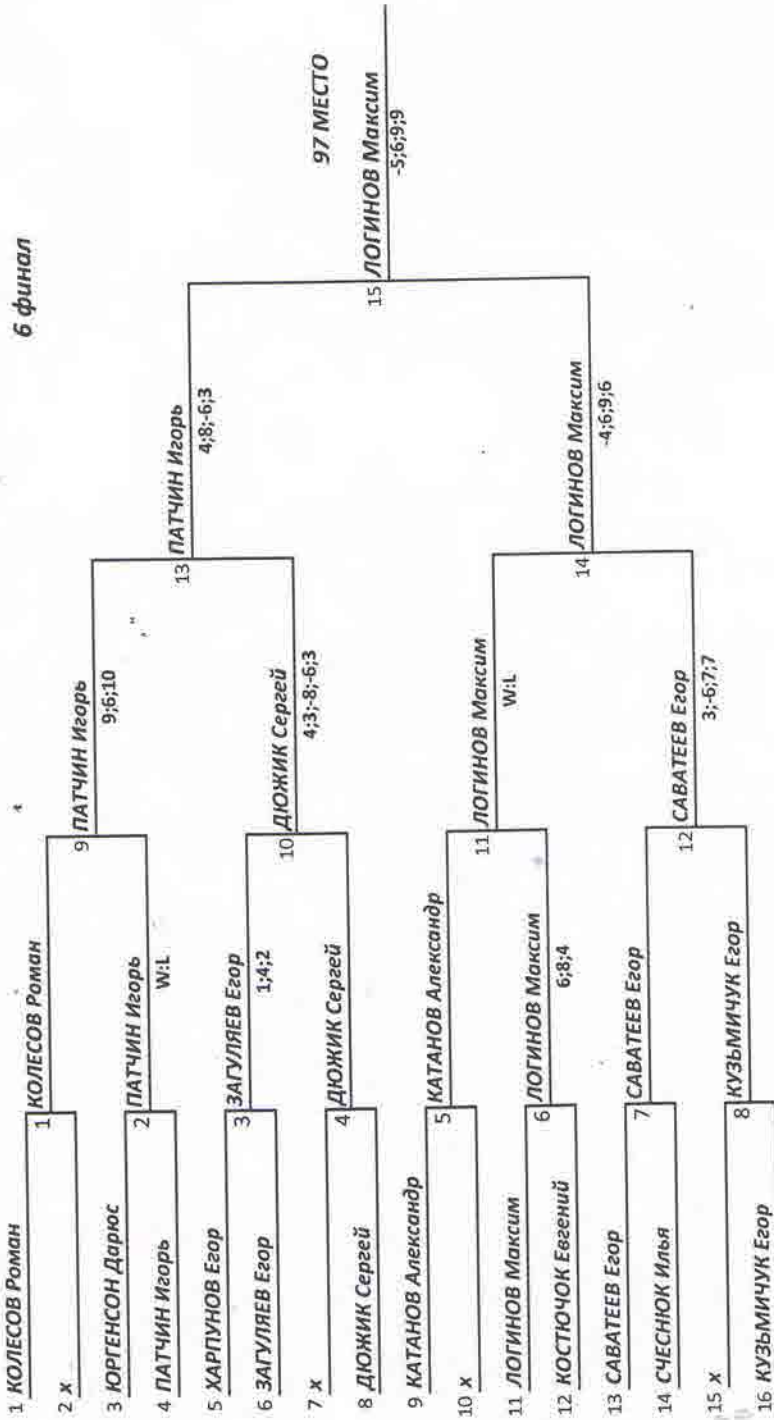 6 финал
1 КОЛЕСОВ Роман
2 х
3 ЮРГЕНСОН Дарюс
4 ПАТЧИН Игорь
5 ХАРПУНОВ Егор
6 ЗАГУЛЯЕВ Егор
7 х
8 ДЮЖИК Сергей
9 КАТАНОВ Александр
10 х
11 ЛОГИНОВ Максим
12 КОСТЮЧОК Евгений
13 САВАТЕЕВ Егор
14 СЧЕСНЮК Илья
15 х
16 КУЗЬМИЧУК Егор
1 КОЛЕСОВ Роман
2 ПАТЧИН Игорь
W:L
3 ЗАГУЛЯЕВ Егор
1;4;2
4 ДЮЖИК Сергей
5 КАТАНОВ Александр
6 ЛОГИНОВ Максим
6;8;4
7 САВАТЕЕВ Егор
8 КУЗЬМИЧУК Егор
9 ПАТЧИН Игорь
9;6;10
10 ДЮЖИК Сергей
4;3;-8;-6;3
11 ЛОГИНОВ Максим
W:L
12 САВАТЕЕВ Егор
3;-6;7;7
13 ПАТЧИН Игорь
4;8;-6;3
14 ЛОГИНОВ Максим
-4;6;9;6
97 МЕСТО
15 ЛОГИНОВ Максим
-5;6;9;9